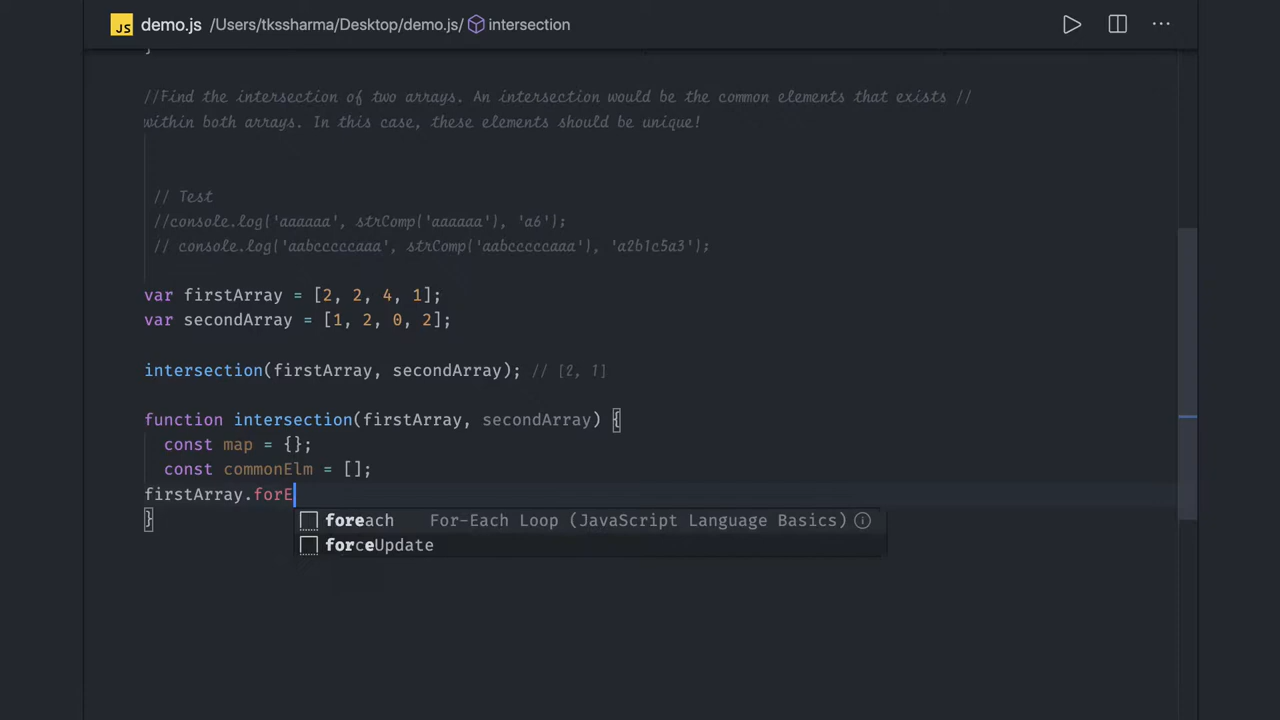 JS demo.js /Users/tkssharma/Desktop/demo.js/ intersection
//Find the intersection of two arrays. An intersection would be the common elements that exists //
within both arrays. In this case, these elements should be unique!
// Test
//console.log('aaaaaa', strComp('aaaaaa'), 'a6');
// console.log('aabcccccaaa', strComp('aabcccccaaa'), 'a2b1c5a3');
var firstArray = [2, 2, 4, 1];
var secondArray = [1, 2, 0, 2];
intersection(firstArray, secondArray); // [2, 1]
function intersection(firstArray, secondArray) {
const map = {};
const commonElm = [];
firstArray.forE
}
foreach For-Each Loop (JavaScript Language Basics)
forceUpdate